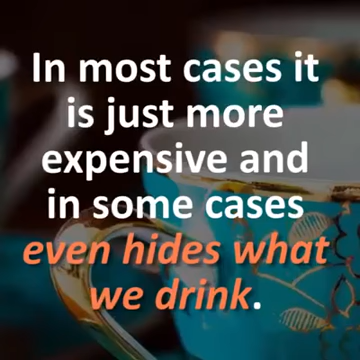 In most cases it
is just more
expensive and
in some cases
even hides what
we drink.